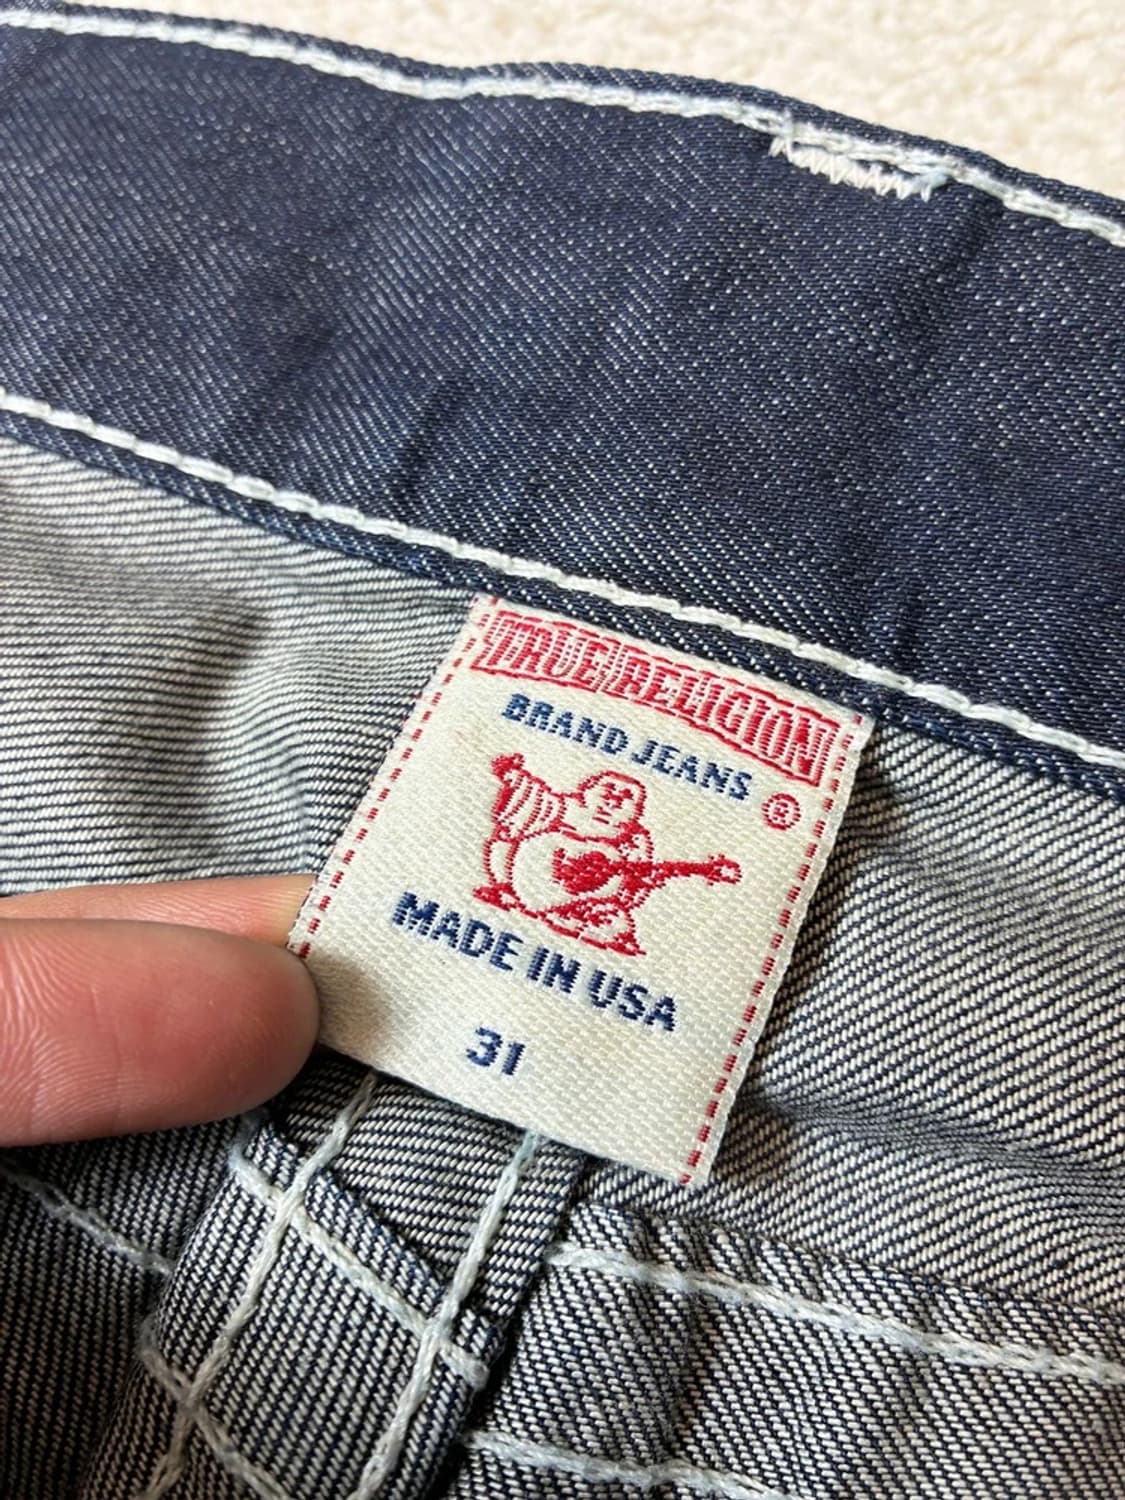 TRUE RELIGION
BRAND JEANS
®
MADE IN USA
31